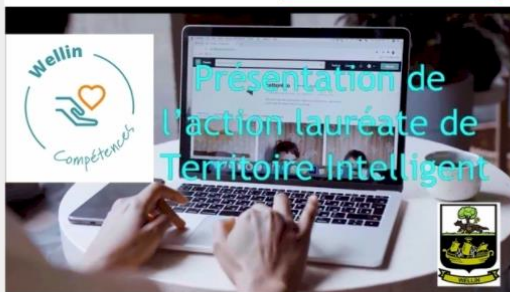 Wellin
Compétences
Présentation de
l'action lauréate de
Territoire Intelligent
WELLIN